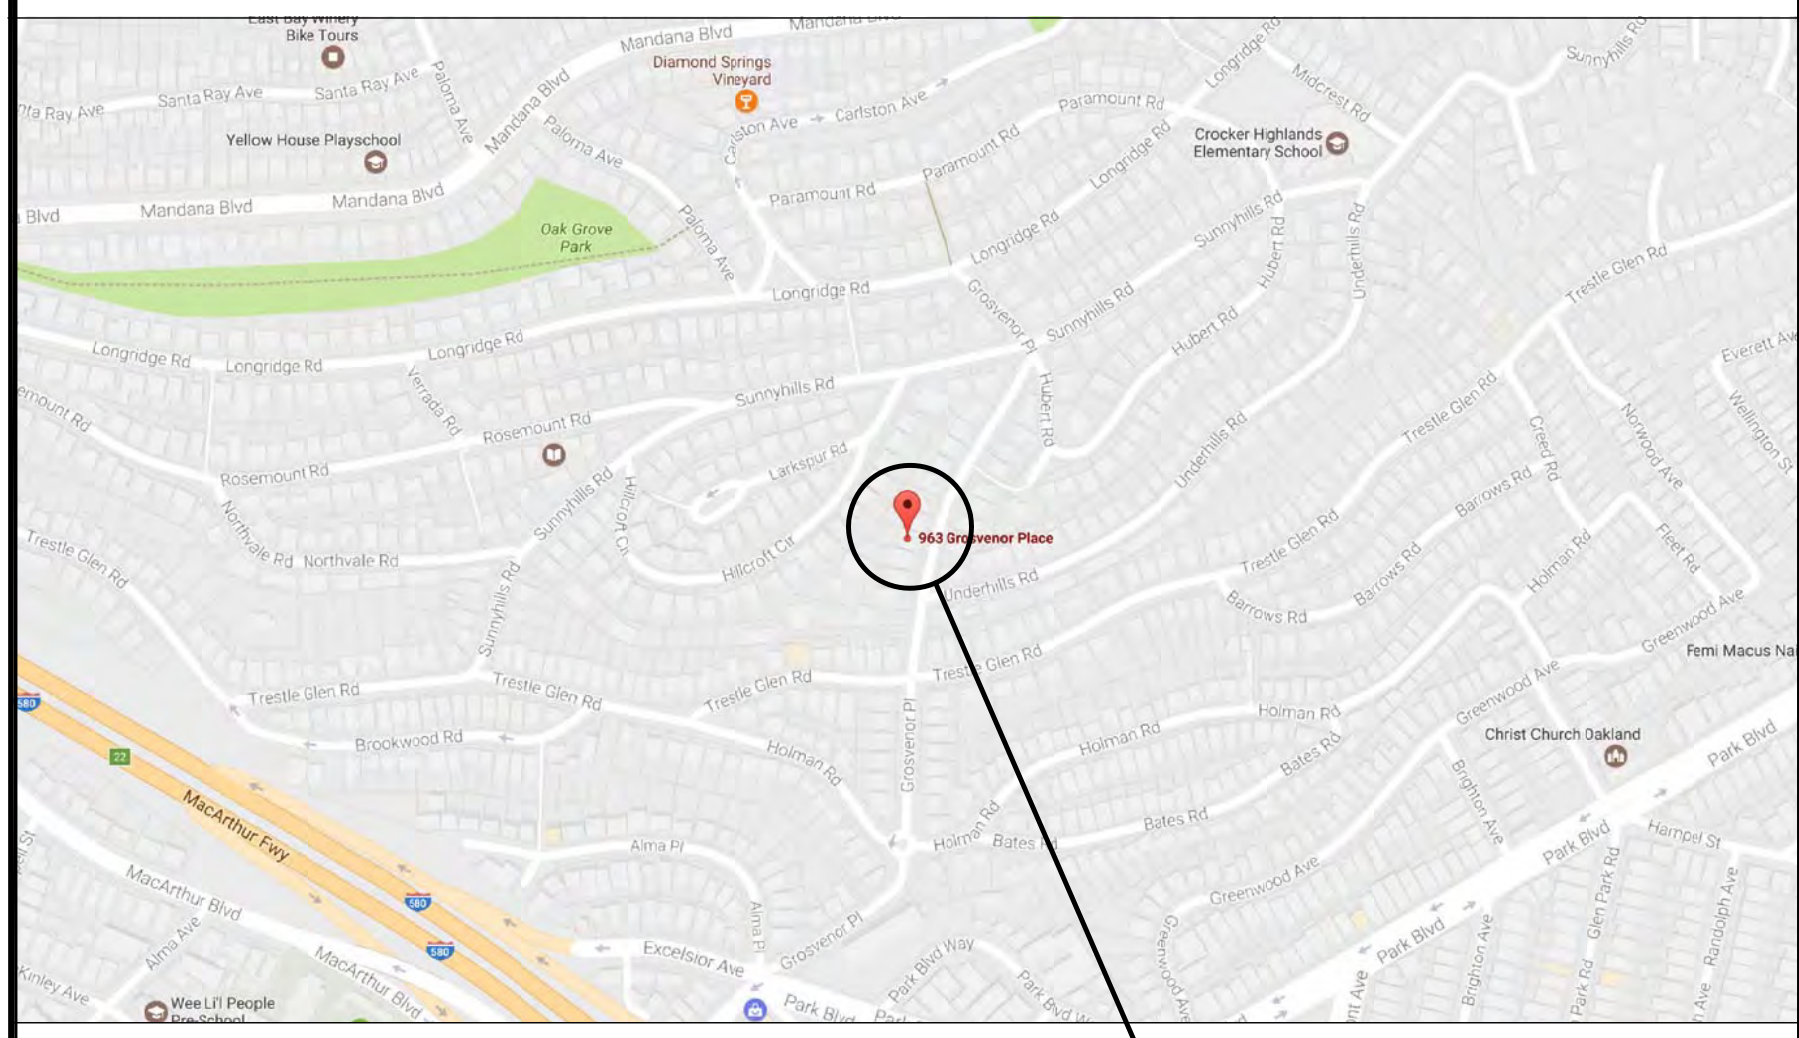 East Bay Winery
Bike Tours
Mandana Blvd
Mandana Blvd
Sunnyhills Rd
Longridge Rd
Diamond Springs
Vineyard
Midcrest Rd
Santa Ray Ave
Santa Ray Ave
Paloma Ave
Mandana Blvd
Carlston Ave
Paramount Rd
Yellow House Playschool
Paloma Ave
Paramount Rd
Longridge Rd
Crocker Highlands
Elementary School
Blvd
Mandana Blvd
Mandana Blvd
Paramount Rd
Oak Grove
Park
Paloma Ave
Longridge Rd
Sunnyhills Rd
Hubert Rd
Underhills Rd
Trestle Glen Rd
Longridge Rd
Grosvenor Pl
Sunnyhills Rd
Hubert Rd
Longridge Rd
Longridge Rd
Longridge Rd
Verrada Rd
Sunnyhills Rd
Hubert Rd
Trestle Glen Rd
Everett Av
Wellington St
Rosemount Rd
Rosemount Rd
Larkspur Rd
Underhills Rd
Creed Rd
Norwood Ave
Northvale Rd
Northvale Rd
Sunnyhills Rd
Hillcroft Cir
Hillcroft Cir
963 Grosvenor Place
Underhills Rd
Trestle Glen Rd
Barrows Rd
Barrows Rd
Barrows Rd
Holman Rd
Fleet Rd
Greenwood Ave
Trestle Glen Rd
Sunnyhills Rd
Trestle Glen Rd
Trestle Glen Rd
Trestle Glen Rd
Trestle Glen Rd
Femi Macus Na
580
Brookwood Rd
Holman Rd
Grosvenor Pl
Holman Rd
Holman Rd
Bates Rd
Greenwood Ave
Christ Church Oakland
Park Blvd
22
MacArthur Fwy
Alma Pl
Holman Rd
Bates Rd
Bates Rd
Brighton Ave
Park Blvd
Hampel St
MacArthur Blvd
580
580
Alma Ave
MacArthur Blvd
Excelsior Ave
Alma Pl
Grosvenor Pl
Park Blvd Way
Greenwood Ave
Greenwood Ave
Park Blvd
Brighton Ave
Glen Park Rd
Randolph Ave
Kinley Ave
Wee Li'l People
Pre-School
Park Blvd
Park Blvd W
Park Rd